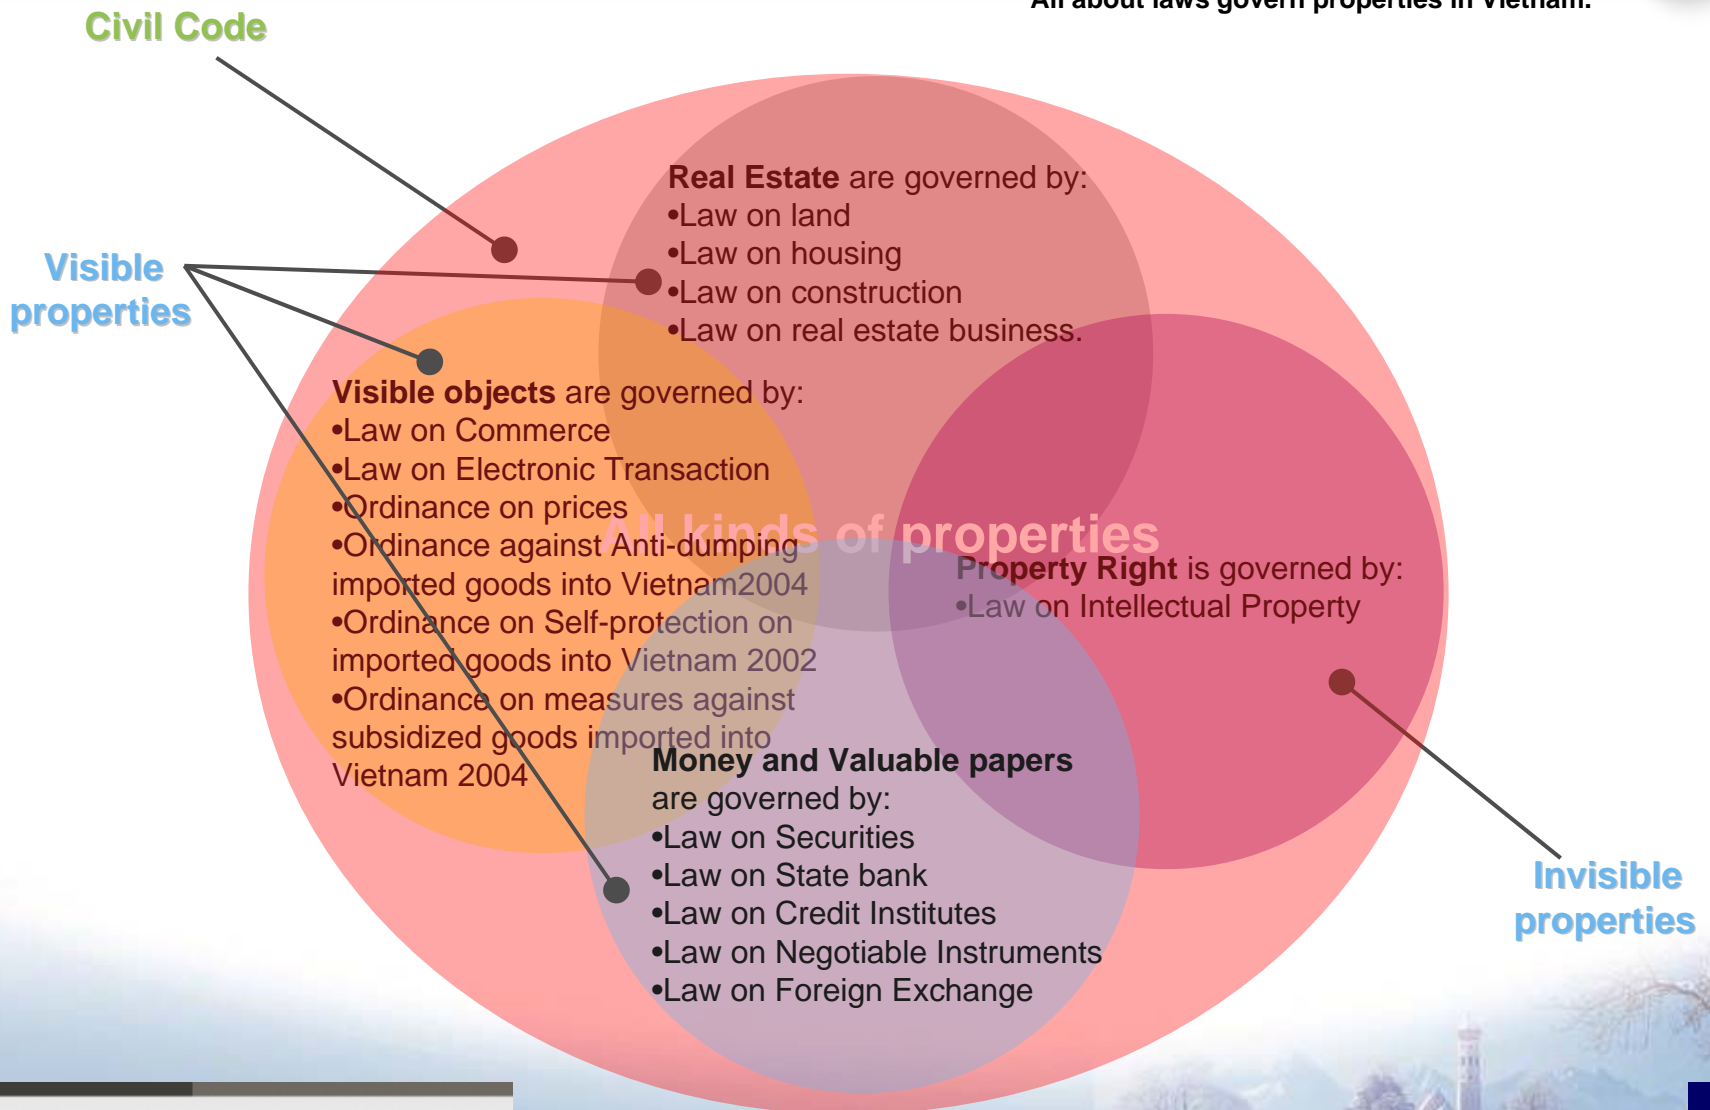 All about laws govern properties in Vietnam.
Civil Code
Visible
properties
Real Estate are governed by:
•Law on land
•Law on housing
•Law on construction
•Law on real estate business.
Visible objects are governed by:
•Law on Commerce
•Law on Electronic Transaction
•Ordinance on prices
•Ordinance against Anti-dumping
imported goods into Vietnam2004
•Ordinance on Self-protection on
imported goods into Vietnam 2002
•Ordinance on measures against
subsidized goods imported into
Vietnam 2004
All kinds of properties
Property Right is governed by:
•Law on Intellectual Property
Money and Valuable papers
are governed by:
•Law on Securities
•Law on State bank
•Law on Credit Institutes
•Law on Negotiable Instruments
•Law on Foreign Exchange
Invisible
properties